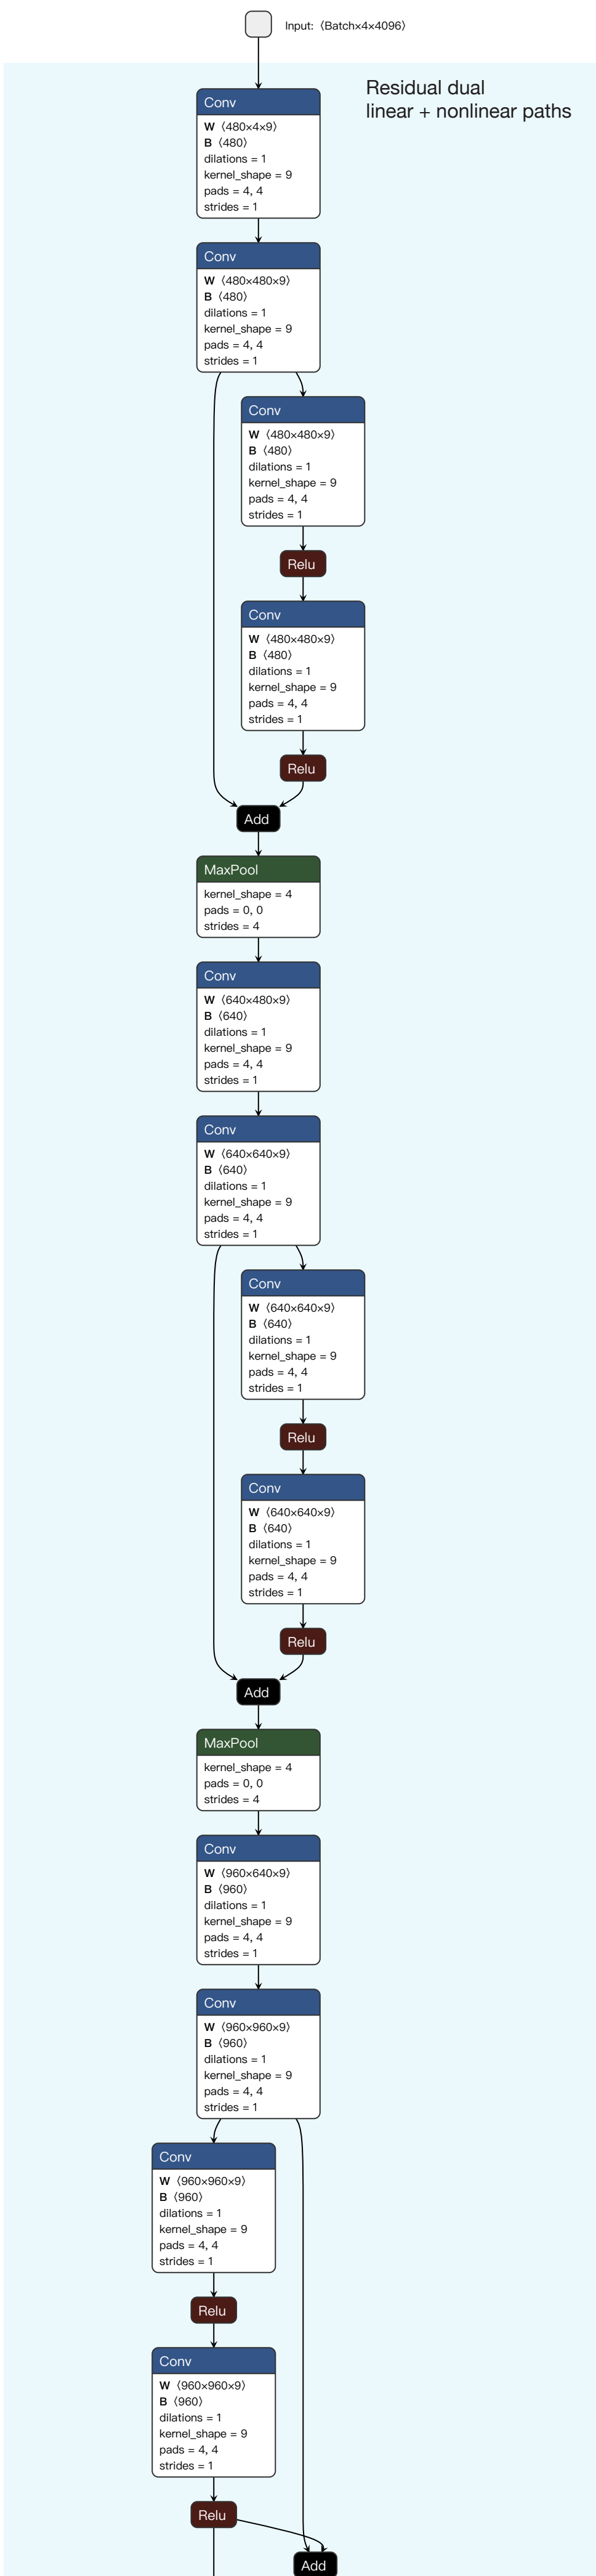 Input: ⟨Batch×4×4096⟩
Residual dual
linear + nonlinear paths
Conv
W ⟨480×4×9⟩
B ⟨480⟩
dilations = 1
kernel_shape = 9
pads = 4, 4
strides = 1
Conv
W ⟨480×480×9⟩
B ⟨480⟩
dilations = 1
kernel_shape = 9
pads = 4, 4
strides = 1
Conv
W ⟨480×480×9⟩
B ⟨480⟩
dilations = 1
kernel_shape = 9
pads = 4, 4
strides = 1
Relu
Conv
W ⟨480×480×9⟩
B ⟨480⟩
dilations = 1
kernel_shape = 9
pads = 4, 4
strides = 1
Relu
Add
MaxPool
kernel_shape = 4
pads = 0, 0
strides = 4
Conv
W ⟨640×480×9⟩
B ⟨640⟩
dilations = 1
kernel_shape = 9
pads = 4, 4
strides = 1
Conv
W ⟨640×640×9⟩
B ⟨640⟩
dilations = 1
kernel_shape = 9
pads = 4, 4
strides = 1
Conv
W ⟨640×640×9⟩
B ⟨640⟩
dilations = 1
kernel_shape = 9
pads = 4, 4
strides = 1
Relu
Conv
W ⟨640×640×9⟩
B ⟨640⟩
dilations = 1
kernel_shape = 9
pads = 4, 4
strides = 1
Relu
Add
MaxPool
kernel_shape = 4
pads = 0, 0
strides = 4
Conv
W ⟨960×640×9⟩
B ⟨960⟩
dilations = 1
kernel_shape = 9
pads = 4, 4
strides = 1
Conv
W ⟨960×960×9⟩
B ⟨960⟩
dilations = 1
kernel_shape = 9
pads = 4, 4
strides = 1
Conv
W ⟨960×960×9⟩
B ⟨960⟩
dilations = 1
kernel_shape = 9
pads = 4, 4
strides = 1
Relu
Conv
W ⟨960×960×9⟩
B ⟨960⟩
dilations = 1
kernel_shape = 9
pads = 4, 4
strides = 1
Relu
Add